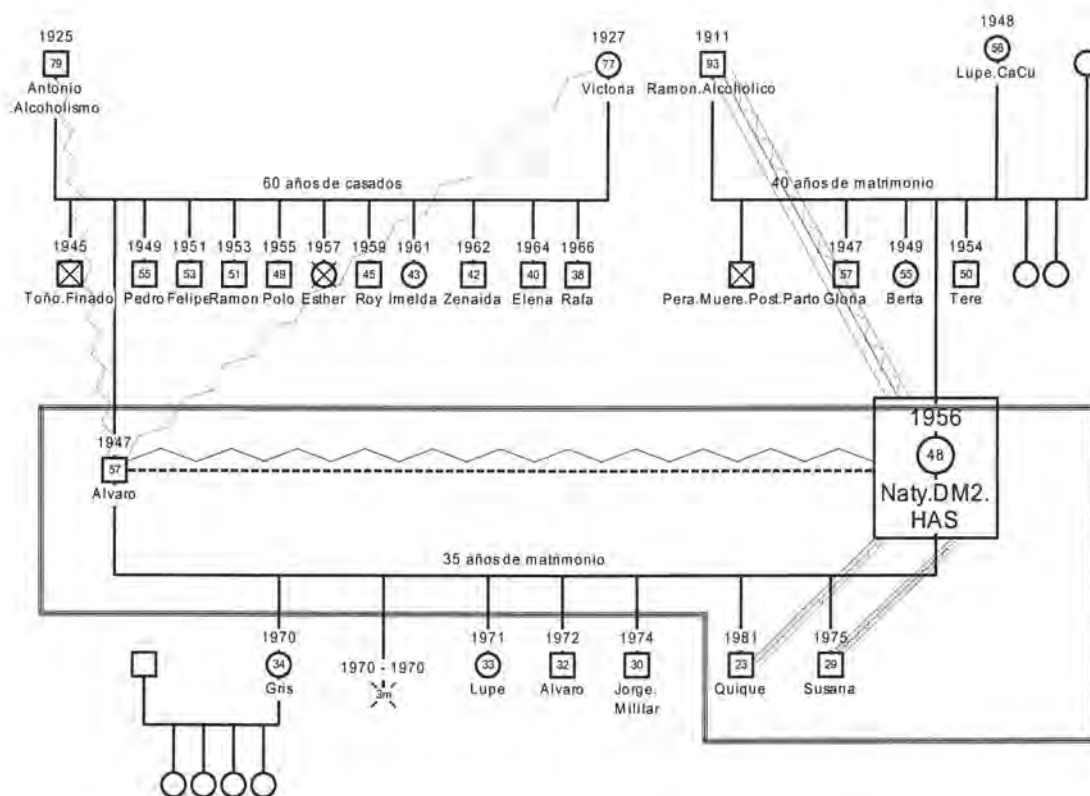 1925
79
Antonio
.Alcoholismo
1927
77
Victoria
1911
93
Ramon.Alcoholico
1948
56
Lupe.CaCu
60 años de casados
40 años de matrimonio
1945
Toño.Finado
1949
55
Pedro
1951
53
Felipe
1953
51
Ramon
1955
49
Polo
1957
Esther
1959
45
Roy
1961
43
Imelda
1962
42
Zenaida
1964
40
Elena
1966
38
Rafa
Pera.Muere.Post.Parto
1947
57
Gloria
1949
55
Berta
1954
50
Tere
1947
57
Alvaro
1956
48
Naty.DM2.
HAS
35 años de matrimonio
1970
34
Gris
1970 - 1970
3m
1971
33
Lupe
1972
32
Alvaro
1974
30
Jorge.
Mililar
1981
23
Quique
1975
29
Susana